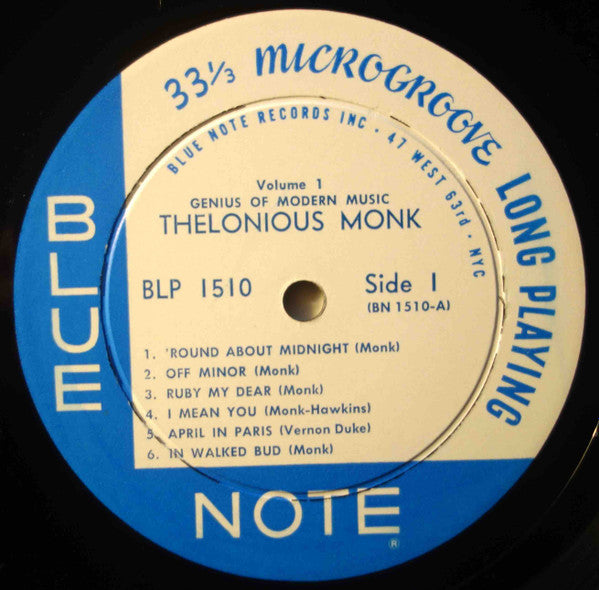 33⅓ MICROGROOVE LONG PLAYING
BLUE NOTE RECORDS INC • 47 WEST 63rd • NYC
Volume 1
GENIUS OF MODERN MUSIC
THELONIOUS MONK
BLP 1510
Side 1
(BN 1510-A)
1. 'ROUND ABOUT MIDNIGHT (Monk)
2. OFF MINOR (Monk)
3. RUBY MY DEAR (Monk)
4. I MEAN YOU (Monk-Hawkins)
5. APRIL IN PARIS (Vernon Duke)
6. IN WALKED BUD (Monk)
BLUE
NOTE®